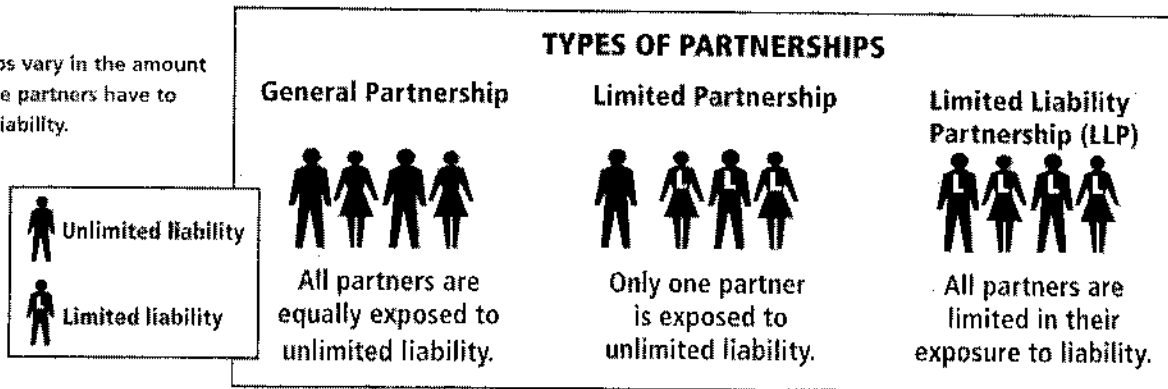 os vary in the amount
e partners have to
iability.
TYPES OF PARTNERSHIPS
General Partnership
Limited Partnership
Limited Liability
Partnership (LLP)
L L L
L L L L
Unlimited liability
L
Limited liability
All partners are
equally exposed to
unlimited liability.
Only one partner
is exposed to
unlimited liability.
All partners are
limited in their
exposure to liability.